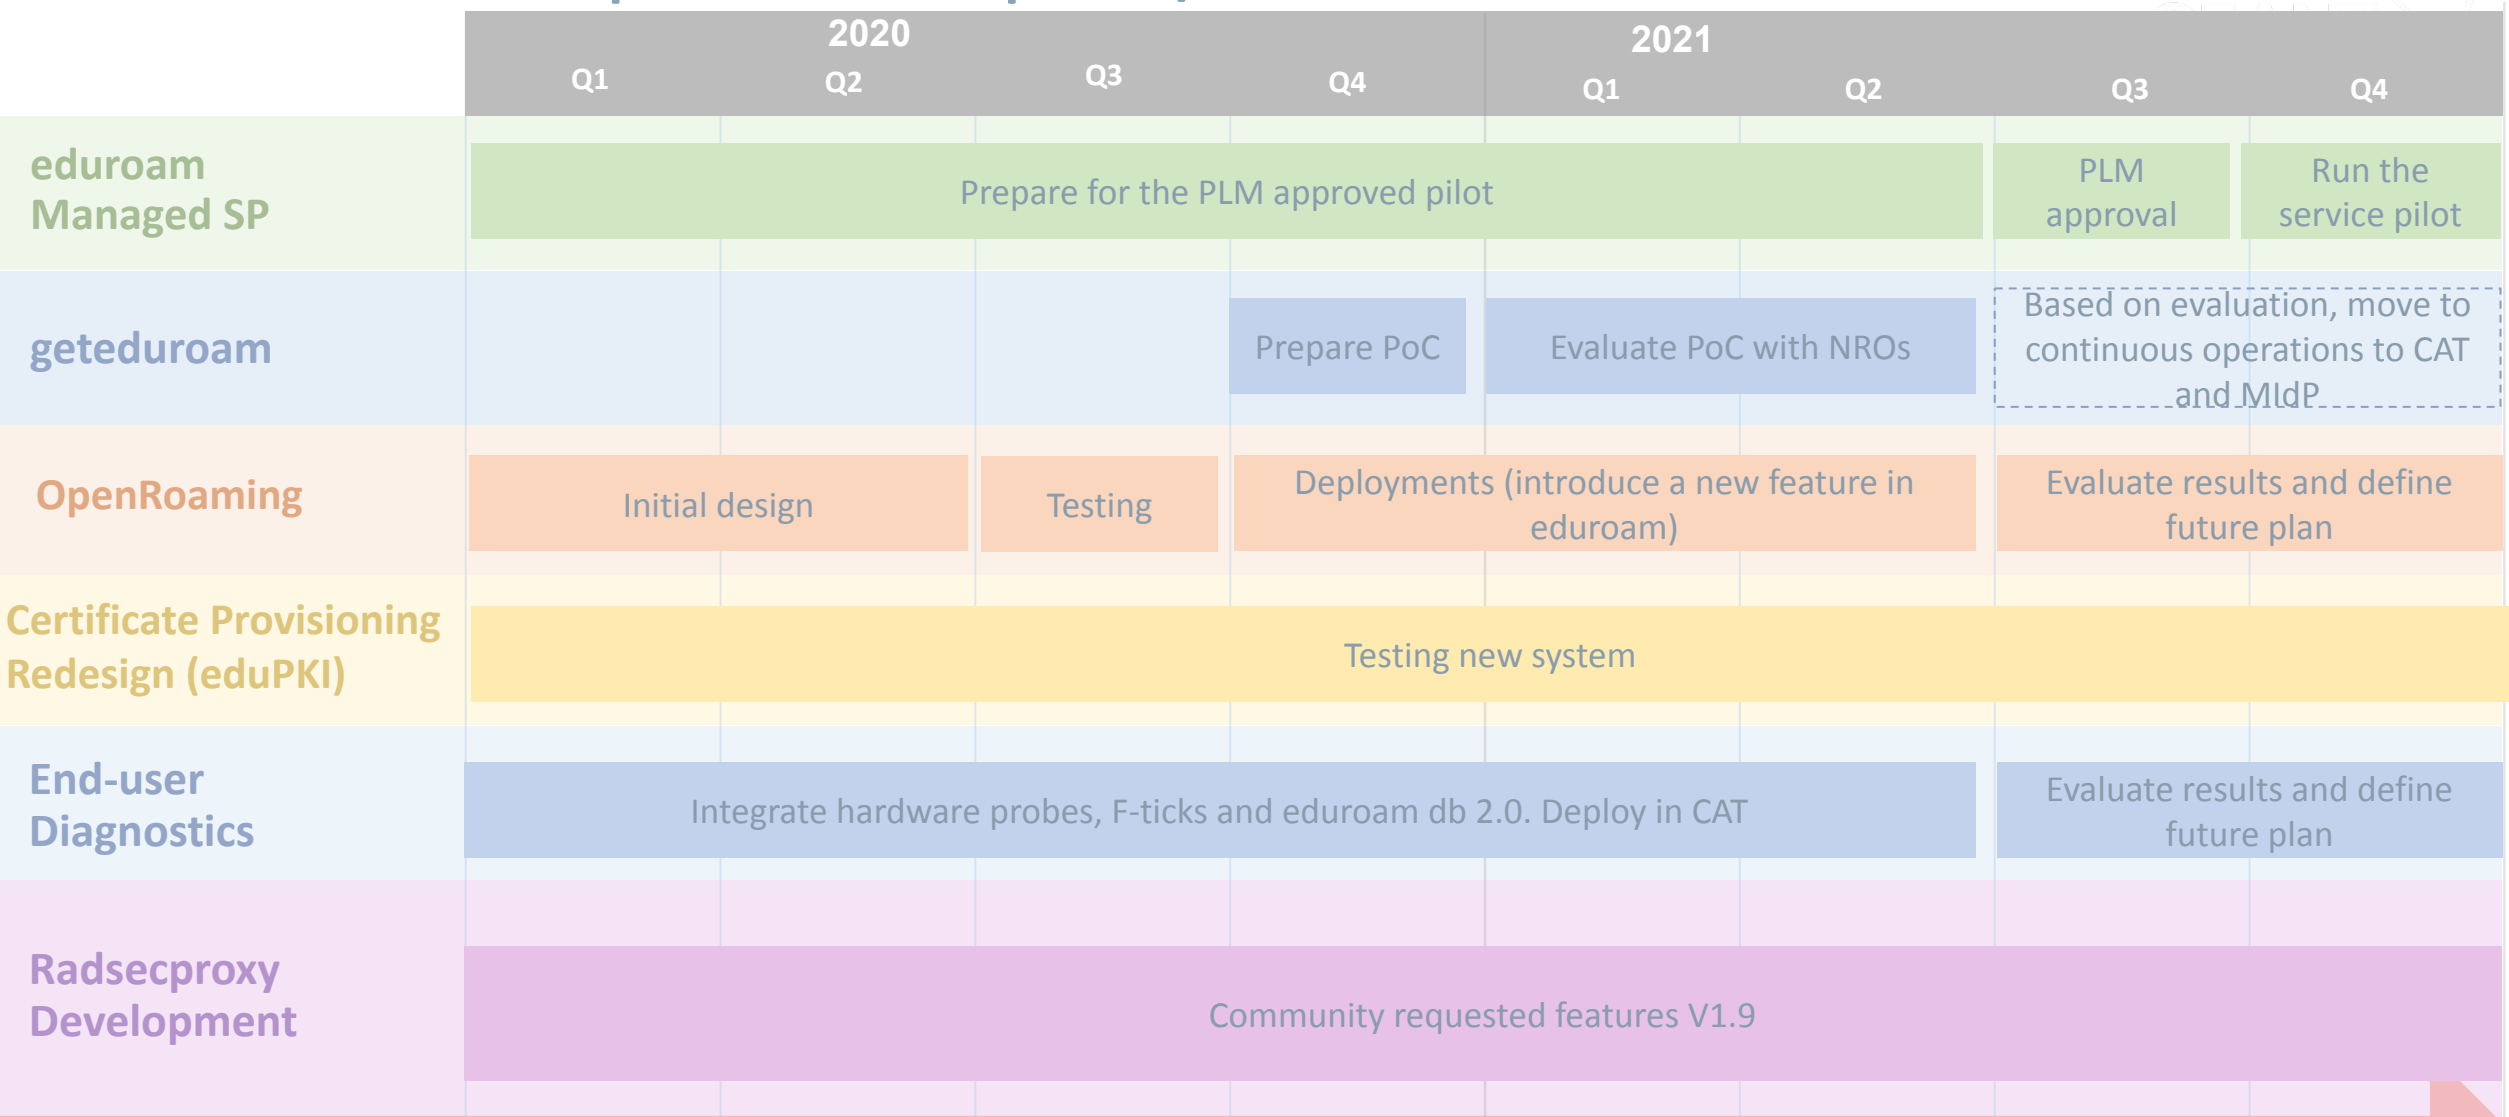 2020
2021
Q1
Q2
Q3
Q4
Q1
Q2
Q3
Q4
eduroam
Managed SP
Prepare for the PLM approved pilot
PLM
approval
Run the
service pilot
geteduroam
Prepare PoC
Evaluate PoC with NROs
Based on evaluation, move to
continuous operations to CAT
and MIdP
OpenRoaming
Initial design
Testing
Deployments (introduce a new feature in
eduroam)
Evaluate results and define
future plan
Certificate Provisioning
Redesign (eduPKI)
Testing new system
End-user
Diagnostics
Integrate hardware probes, F-ticks and eduroam db 2.0. Deploy in CAT
Evaluate results and define
future plan
Radsecproxy
Development
Community requested features V1.9